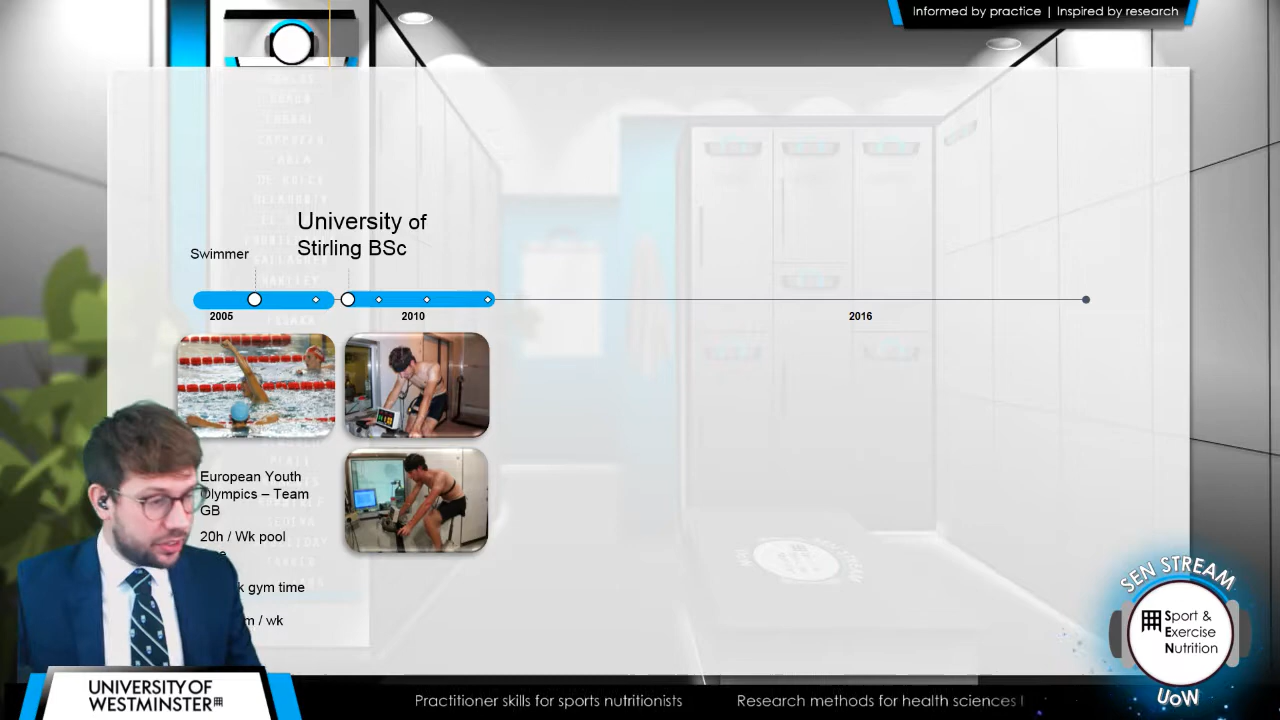 Informed by practice | Inspired by research
University of
Stirling BSc
Swimmer
2005
2010
2016
European Youth
Olympics – Team
GB
20h / Wk pool
gym time
/ wk
SEN STREAM
Sport &
Exercise
Nutrition
UoW
UNIVERSITY OF
WESTMINSTER
Practitioner skills for sports nutritionists
Research methods for health sciences